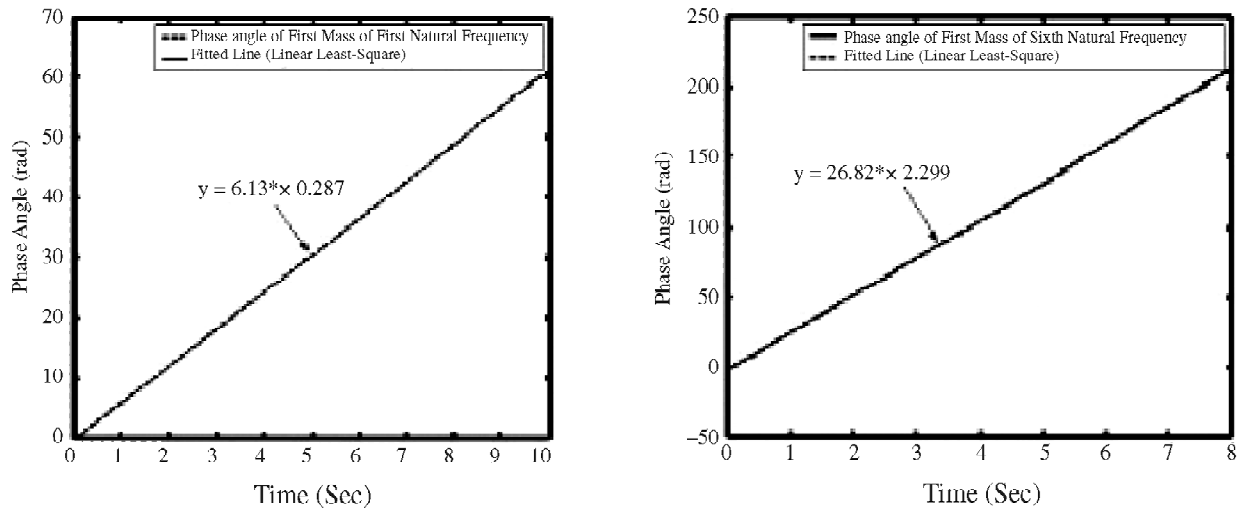 70
60
50
40
30
20
10
0
Phase Angle (rad)
Phase angle of First Mass of First Natural Frequency
Fitted Line (Linear Least-Square)
y = 6.13*× 0.287
0 1 2 3 4 5 6 7 8 9 10
Time (Sec)
250
200
150
100
50
0
–50
Phase Angle (rad)
Phase angle of First Mass of Sixth Natural Frequency
Fitted Line (Linear Least-Square)
y = 26.82*× 2.299
0 1 2 3 4 5 6 7 8
Time (Sec)